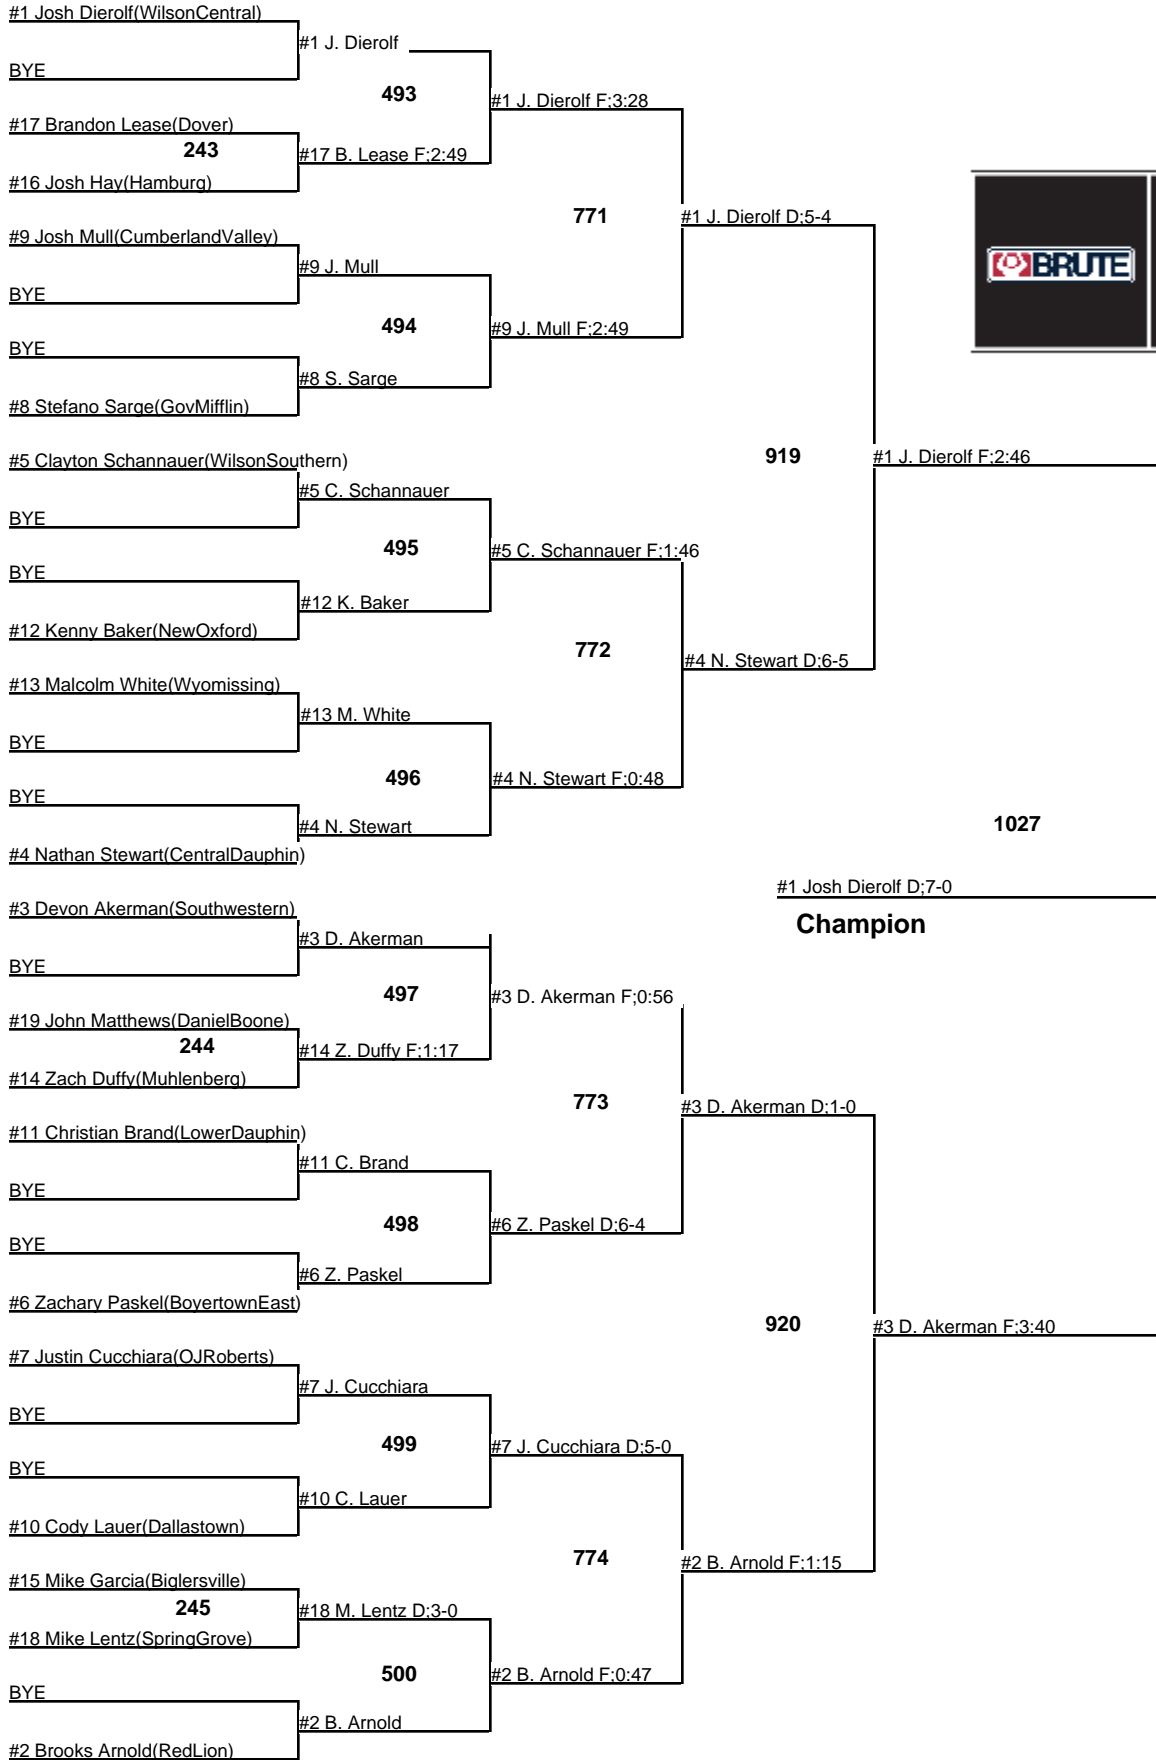 #1 Josh Dierolf(WilsonCentral)
#1 J. Dierolf
BYE
493
#1 J. Dierolf F;3:28
#17 Brandon Lease(Dover)
243
#17 B. Lease F;2:49
#16 Josh Hay(Hamburg)
771
#1 J. Dierolf D;5-4
#9 Josh Mull(CumberlandValley)
#9 J. Mull
BYE
494
#9 J. Mull F;2:49
BYE
#8 S. Sarge
#8 Stefano Sarge(GovMifflin)
BRUTE
919
#1 J. Dierolf F;2:46
#5 Clayton Schannauer(WilsonSouthern)
#5 C. Schannauer
BYE
495
#5 C. Schannauer F;1:46
BYE
#12 K. Baker
#12 Kenny Baker(NewOxford)
772
#4 N. Stewart D;6-5
#13 Malcolm White(Wyomissing)
#13 M. White
BYE
496
#4 N. Stewart F;0:48
BYE
#4 N. Stewart
#4 Nathan Stewart(CentralDauphin)
1027
#1 Josh Dierolf D;7-0
Champion
#3 Devon Akerman(Southwestern)
#3 D. Akerman
BYE
497
#3 D. Akerman F;0:56
#19 John Matthews(DanielBoone)
244
#14 Z. Duffy F;1:17
#14 Zach Duffy(Muhlenberg)
773
#3 D. Akerman D;1-0
#11 Christian Brand(LowerDauphin)
#11 C. Brand
BYE
498
#6 Z. Paskel D;6-4
BYE
#6 Z. Paskel
#6 Zachary Paskel(BoyertownEast)
920
#3 D. Akerman F;3:40
#7 Justin Cucchiara(OJRoberts)
#7 J. Cucchiara
BYE
499
#7 J. Cucchiara D;5-0
BYE
#10 C. Lauer
#10 Cody Lauer(Dallastown)
774
#2 B. Arnold F;1:15
#15 Mike Garcia(Biglersville)
245
#18 M. Lentz D;3-0
#18 Mike Lentz(SpringGrove)
500
#2 B. Arnold F;0:47
BYE
#2 B. Arnold
#2 Brooks Arnold(RedLion)